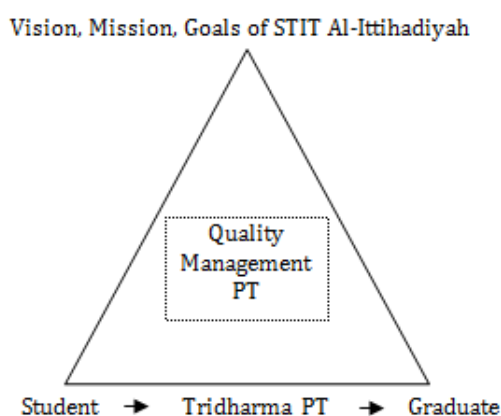 Vision, Mission, Goals of STIT Al-Ittihadiyah
Quality
Management
PT
Student → Tridharma PT → Graduate